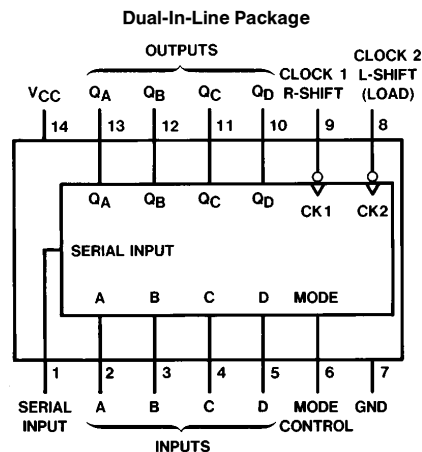 Dual-In-Line Package
OUTPUTS
VCC QA QB QC QD
CLOCK 1
R-SHIFT
CLOCK 2
L-SHIFT
(LOAD)
14 13 12 11 10 9 8
QA QB QC QD CK1 CK2
SERIAL INPUT
A B C D MODE
1 2 3 4 5 6 7
SERIAL
INPUT
A B C D
MODE
CONTROL
GND
INPUTS